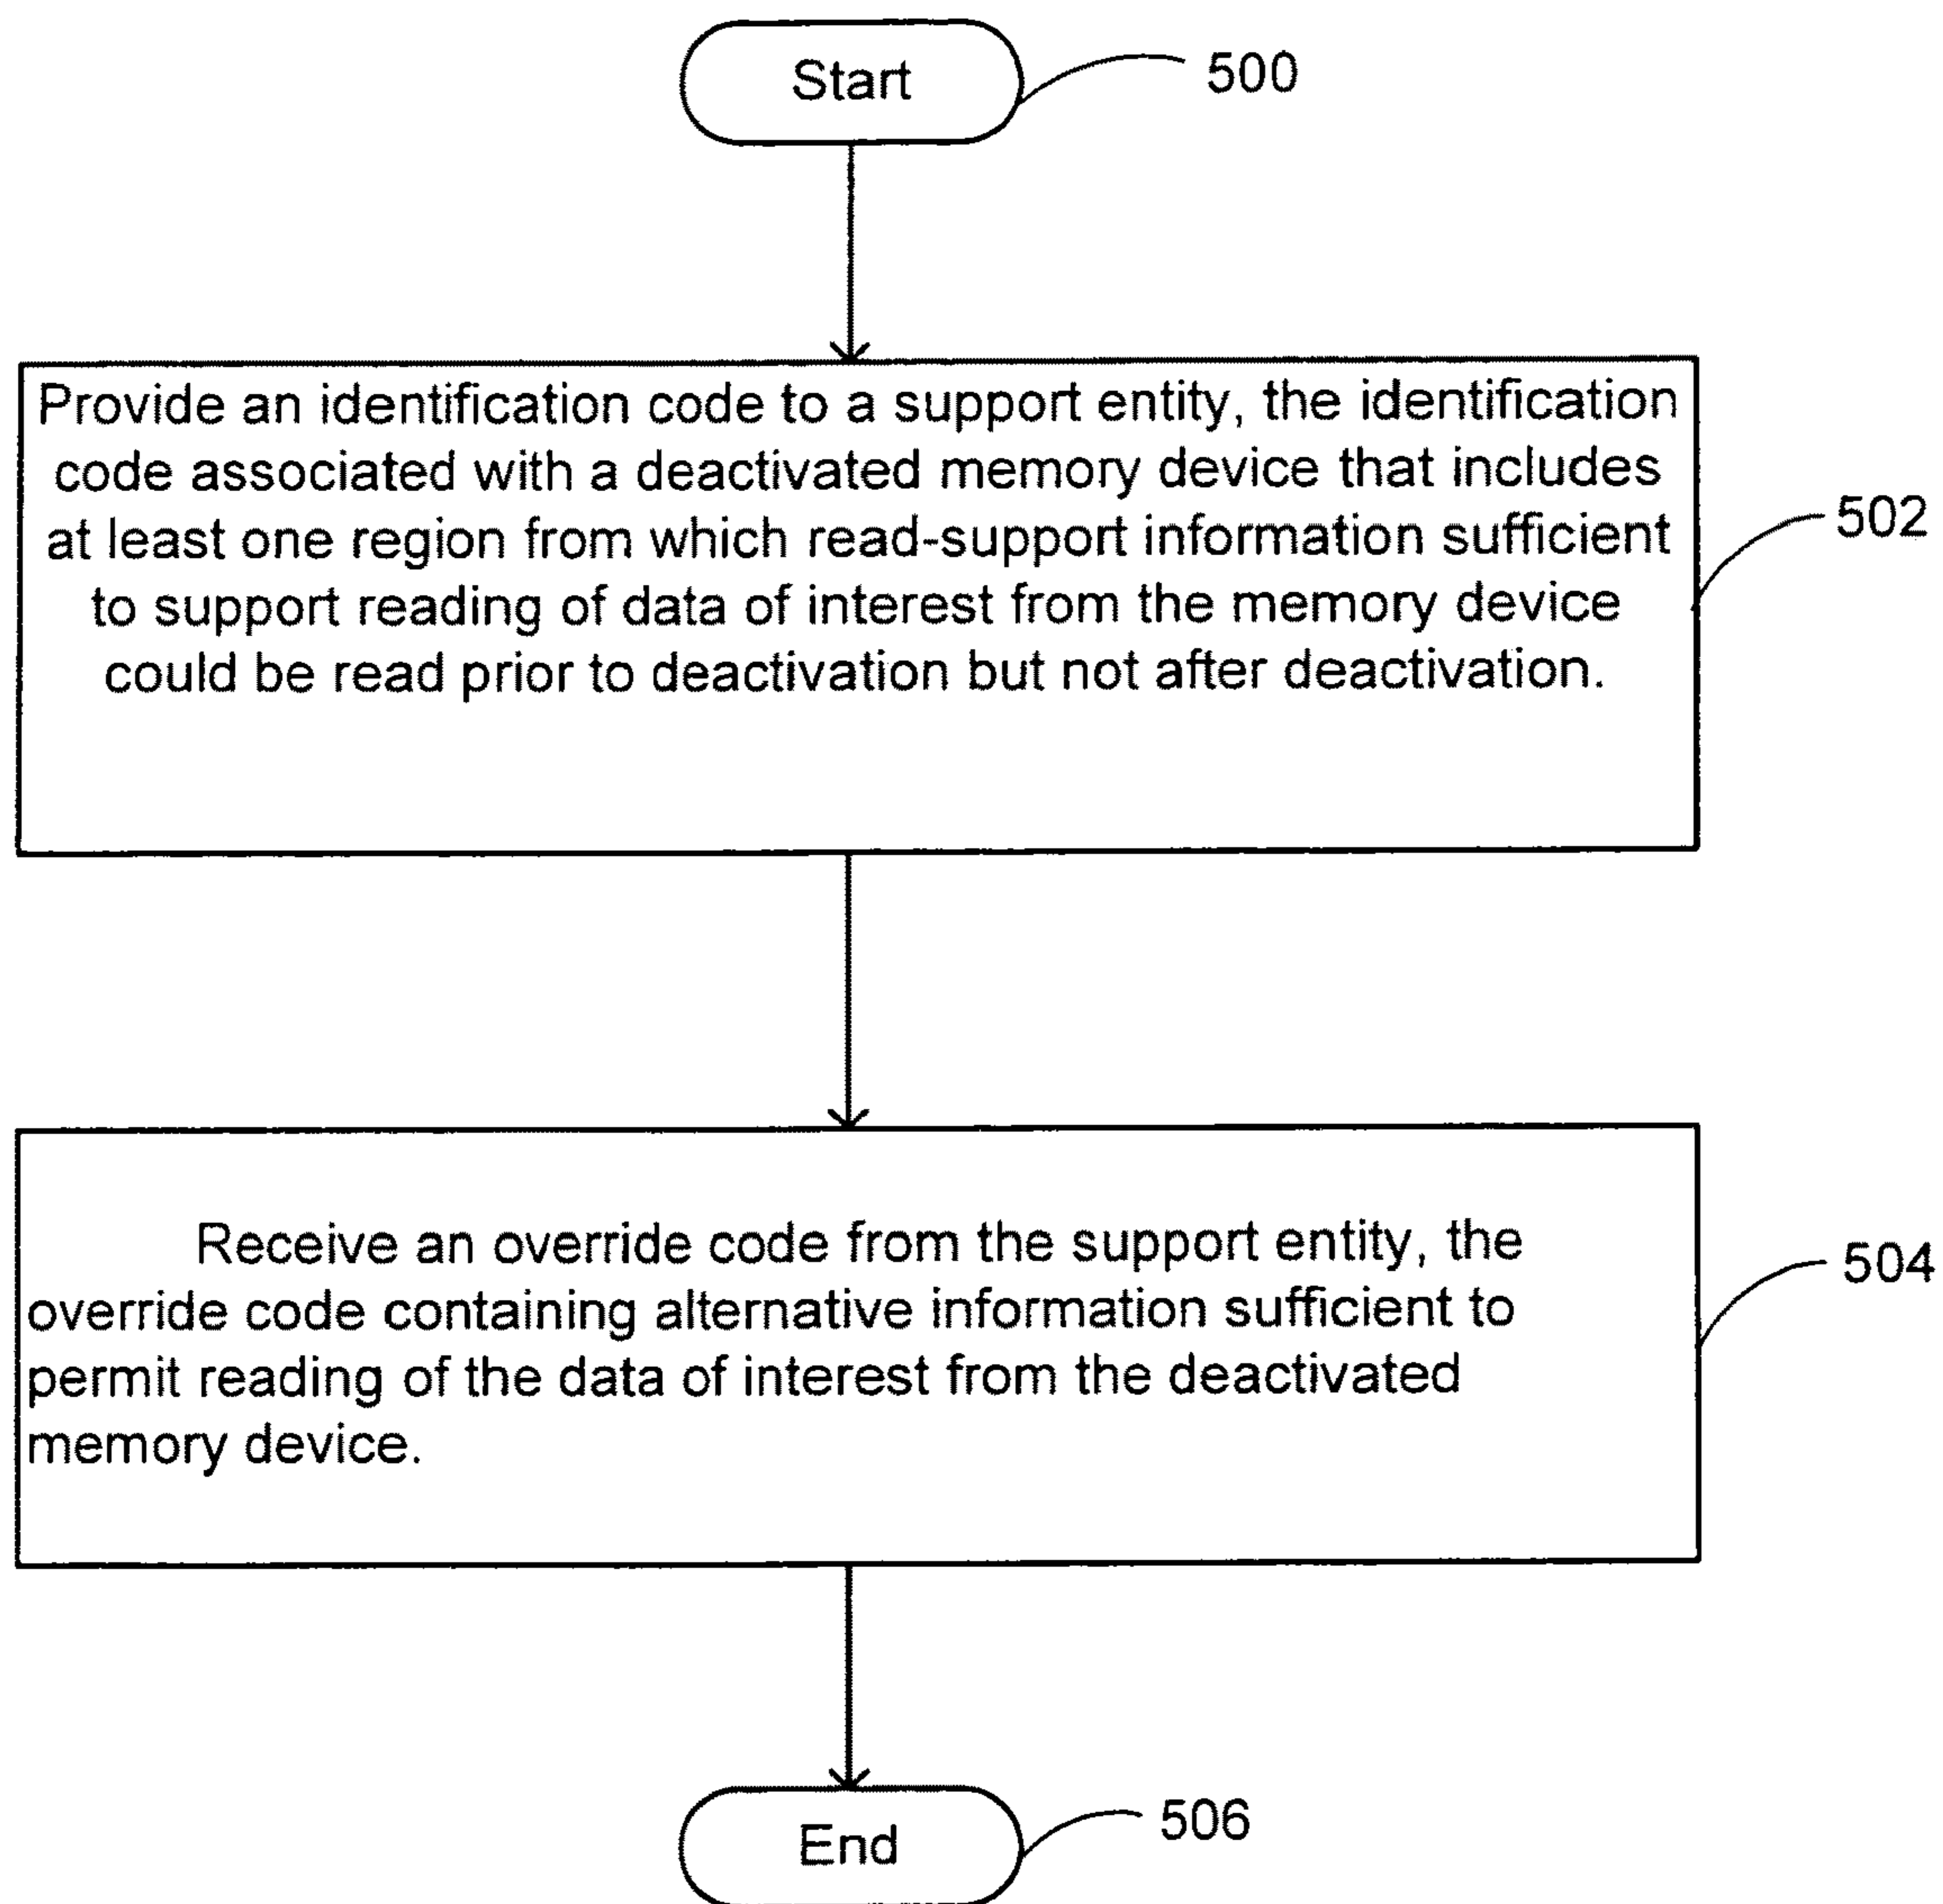 Start
500
Provide an identification code to a support entity, the identification
code associated with a deactivated memory device that includes
at least one region from which read-support information sufficient
to support reading of data of interest from the memory device
could be read prior to deactivation but not after deactivation.
502
Receive an override code from the support entity, the
override code containing alternative information sufficient to
permit reading of the data of interest from the deactivated
memory device.
504
End
506